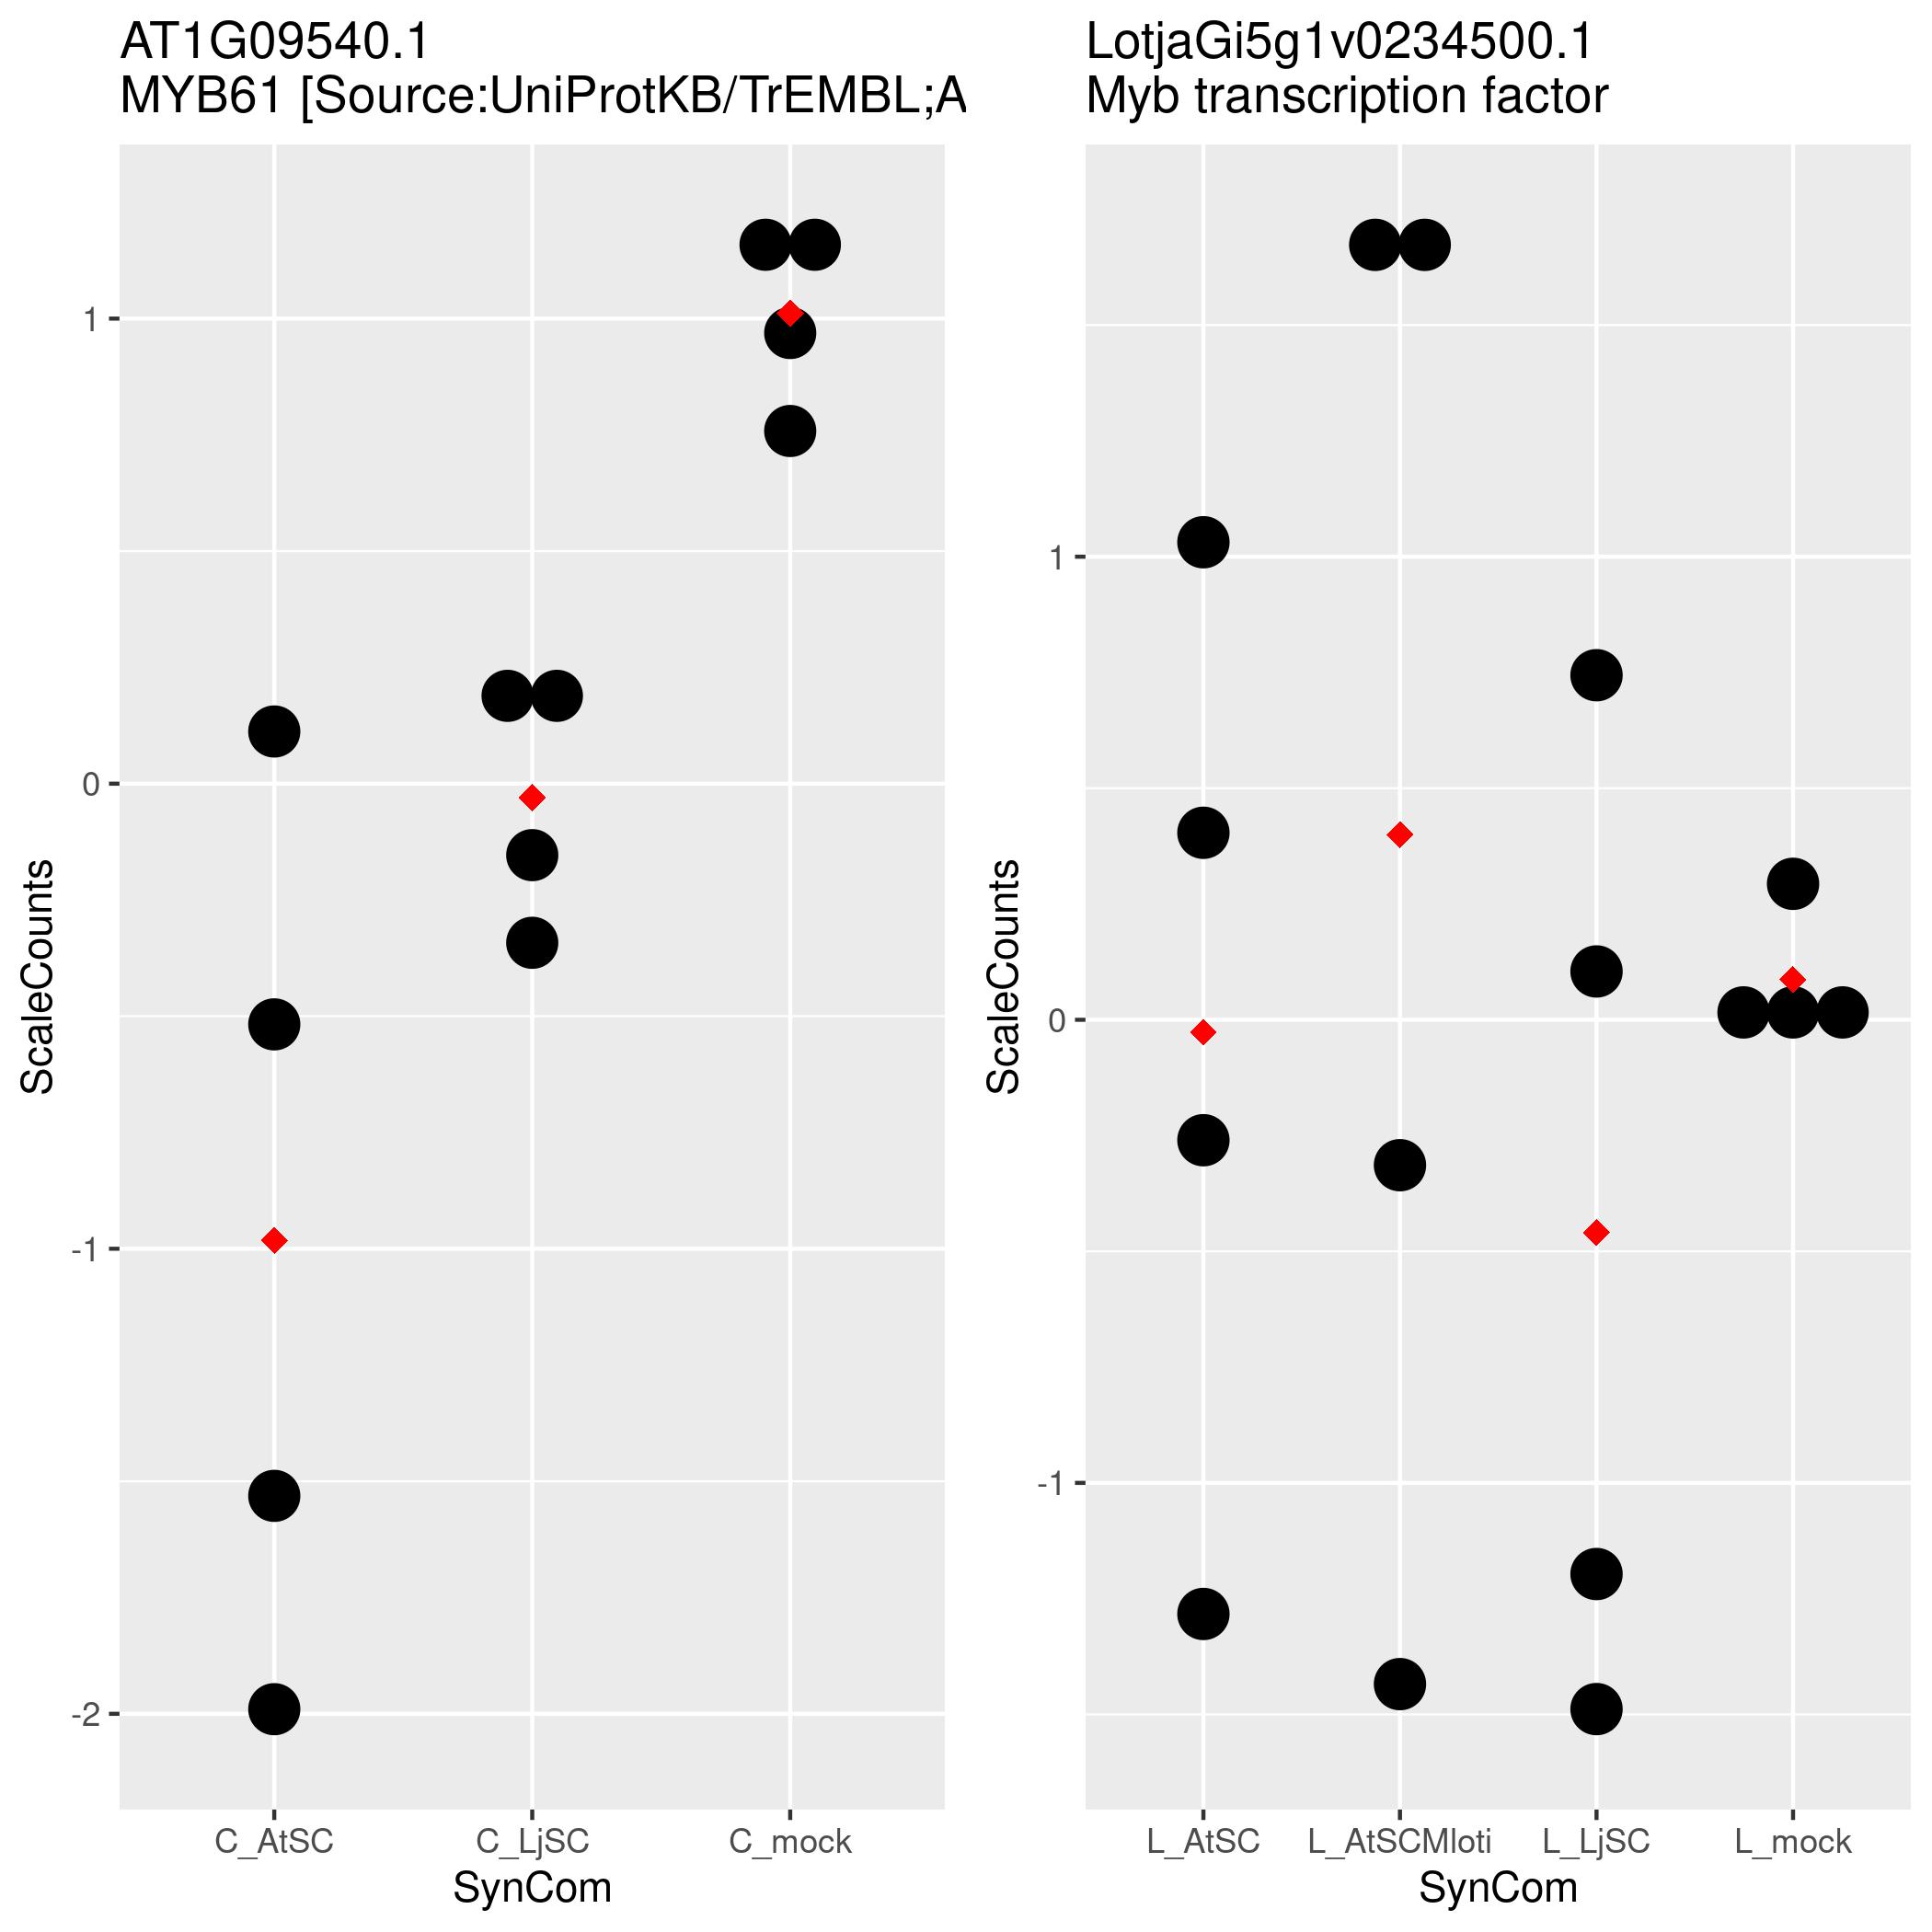 AT1G09540.1
MYB61 [Source:UniProtKB/TrEMBL;A
ScaleCounts
1
0
-1
-2
C_AtSC
C_LjSC
C_mock
SynCom
LotjaGi5g1v0234500.1
Myb transcription factor
ScaleCounts
1
0
-1
L_AtSC
L_AtSCMloti
L_LjSC
L_mock
SynCom